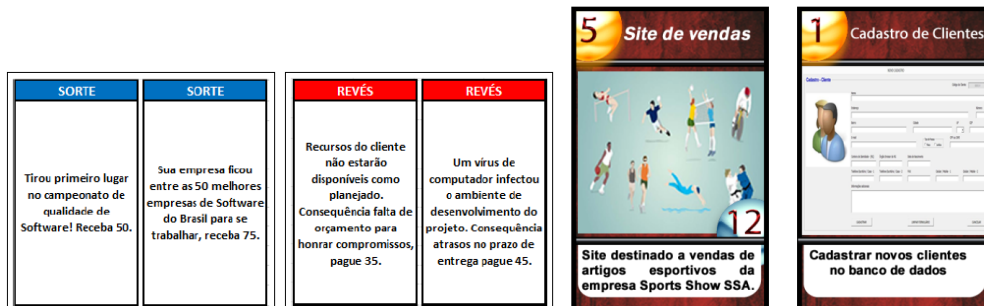 SORTE
Tirou primeiro lugar
no campeonato de
qualidade de
Software! Receba 50.
SORTE
Sua empresa ficou
entre as 50 melhores
empresas de Software
do Brasil para se
trabalhar, receba 75.
REVÉS
Recursos do cliente
não estarão
disponíveis como
planejado.
Consequência falta de
orçamento para
honrar compromissos,
pague 35.
REVÉS
Um vírus de
computador infectou
o ambiente de
desenvolvimento do
projeto. Consequência
atrasos no prazo de
entrega pague 45.
5
Site de vendas
12
Site destinado a vendas de
artigos esportivos da
empresa Sports Show SSA.
1
Cadastro de Clientes
Cadastrar novos clientes
no banco de dados